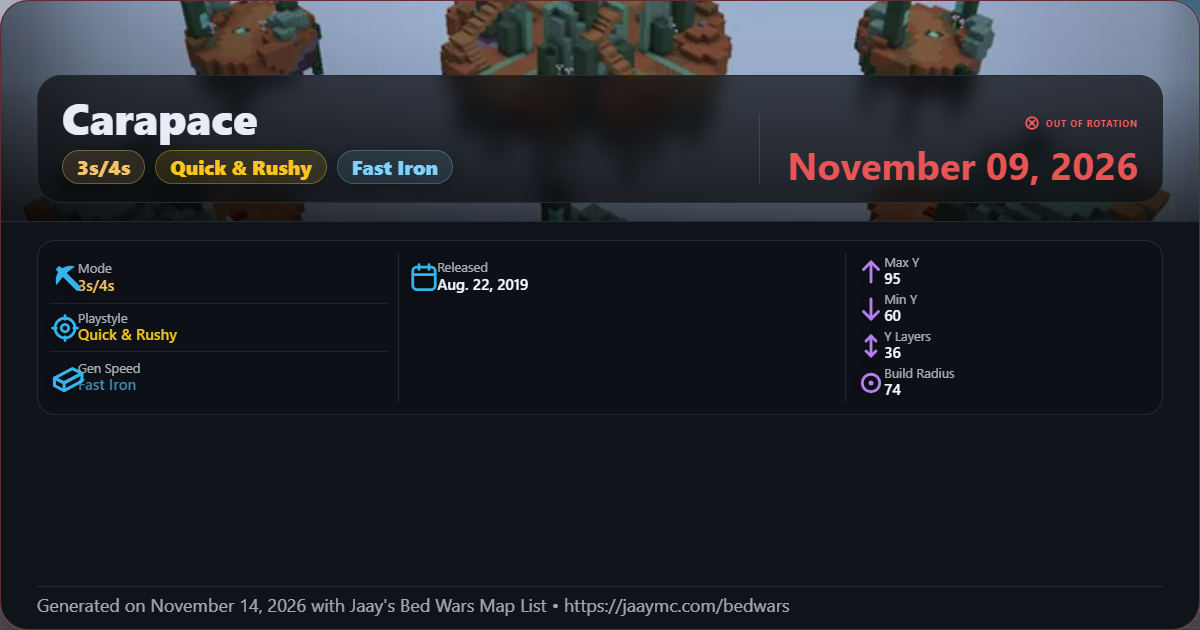 Carapace
3s/4s
Quick & Rushy
Fast Iron
OUT OF ROTATION
November 09, 2026
Mode
3s/4s
Playstyle
Quick & Rushy
Gen Speed
Fast Iron
Released
Aug. 22, 2019
Max Y
95
Min Y
60
Y Layers
36
Build Radius
74
Generated on November 14, 2026 with Jaay's Bed Wars Map List • https://jaaymc.com/bedwars